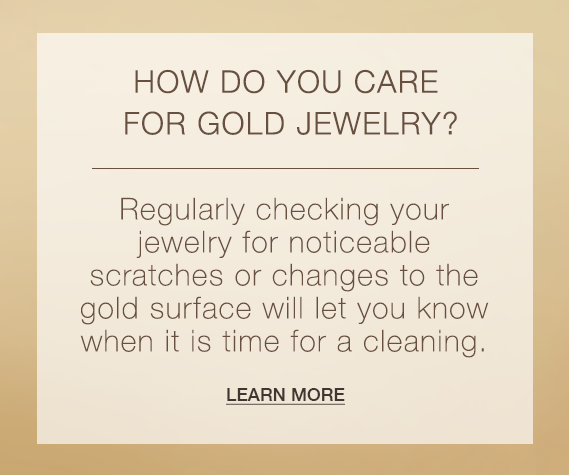 HOW DO YOU CARE
FOR GOLD JEWELRY?
Regularly checking your
jewelry for noticeable
scratches or changes to the
gold surface will let you know
when it is time for a cleaning.
LEARN MORE